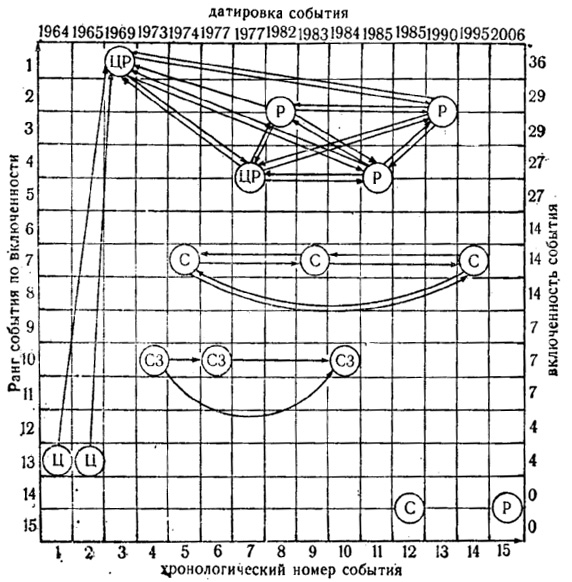 датировка события
1964 1965 1969 1973 1974 1977 1977 1982 1983 1984 1985 1985 1990 1995 2006
1 ЦР 36
2 Р Р 29
3 29
4 27
ЦР Р
5 27
6 14
7 С С С 14
8 14
9 7
10 СЗ СЗ СЗ 7
11 7
12 4
13 Ц Ц 4
14 0
С Р
15 0
1 2 3 4 5 6 7 8 9 10 11 12 13 14 15
хронологический номер события
Ранг события по включенности
включенность события